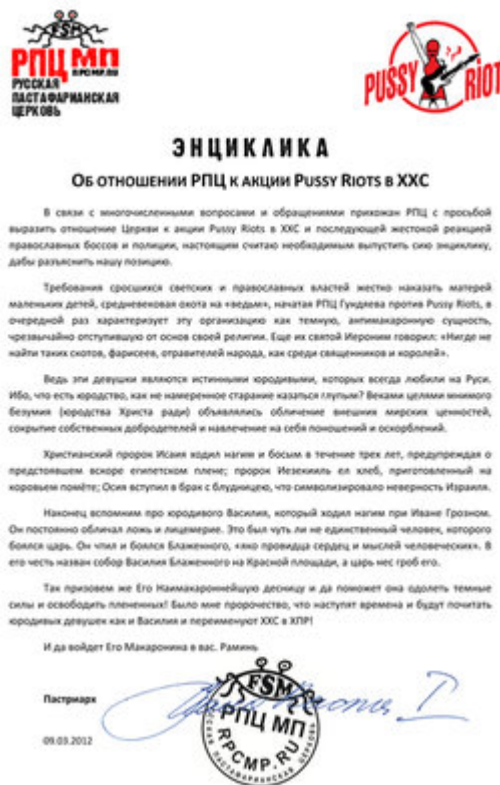 FSM
РПЦ МП
RPCMP.RU
РУССКАЯ
ПАСТАФАРИАНСКАЯ
ЦЕРКОВЬ
PUSSY RIOT
ЭНЦИКЛИКА
ОБ ОТНОШЕНИИ РПЦ К АКЦИИ PUSSY RIOTS В ХХС
В связи с многочисленными вопросами и обращениями прихожан РПЦ с просьбой
выразить отношение Церкви к акции Pussy Riots в ХХС и последующей жестокой реакцией
православных боссов и полиции, настоящим считаю необходимым выпустить сию энциклику,
дабы разъяснить нашу позицию.
Требования сросшихся светских и православных властей жестко наказать матерей
маленьких детей, средневековая охота на «ведьм», начатая РПЦ Гундяева против Pussy Riots, в
очередной раз характеризует эту организацию как темную, антимакаронную сущность,
чрезвычайно отступившую от основ своей религии. Еще их святой Иероним говорил: «Нигде не
найти таких скотов, фарисеев, отравителей народа, как среди священников и королей».
Ведь эти девушки являются истинными юродивыми, которых всегда любили на Руси.
Ибо, что есть юродство, как не намеренное старание казаться глупым? Веками целями мнимого
безумия (юродства Христа ради) объявлялись обличение внешних мирских ценностей,
сокрытие собственных добродетелей и навлечение на себя поношений и оскорблений.
Христианский пророк Исаия ходил нагим и босым в течение трех лет, предупреждая о
предстоявшем вскоре египетском плене; пророк Иезекииль ел хлеб, приготовленный на
коровьем помёте; Осия вступил в брак с блудницею, что символизировало неверность Израиля.
Наконец вспомним про юродивого Василия, который ходил нагим при Иване Грозном.
Он постоянно обличал ложь и лицемерие. Это был чуть ли не единственный человек, которого
боялся царь. Он чтил и боялся Блаженного, «яко провидца сердец и мыслей человеческих». В
его честь назван собор Василия Блаженного на Красной площади, а царь нес гроб его.
Так призовем же Его Наимакароннейшую десницу и да поможет она одолеть темные
силы и освободить плененных! Было мне пророчество, что наступят времена и будут почитать
юродивых девушек как и Василия и переименуют ХХС в ХПР!
И да войдет Его Макаронина в вас. Раминь
Пастриарх
FSM
РПЦ МП
RPCMP.RU
РУССКАЯ ПАСТАФАРИАНСКАЯ ЦЕРКОВЬ
09.03.2012